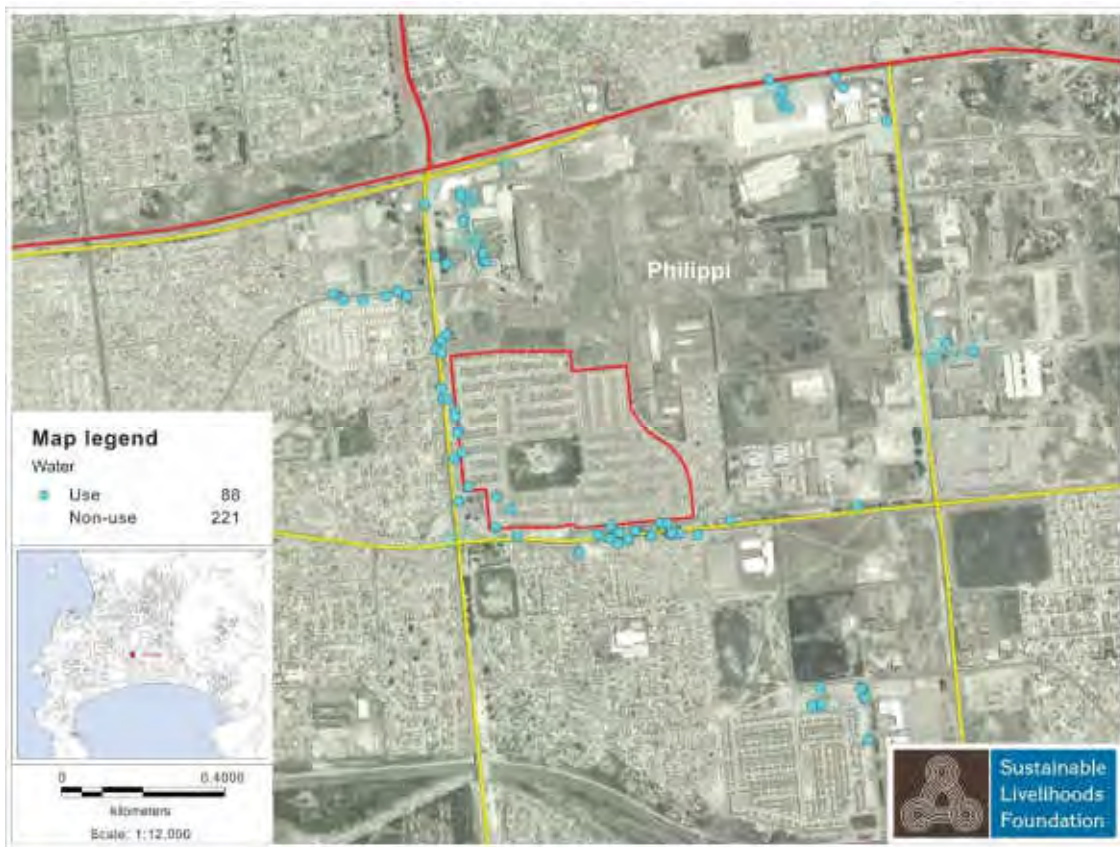 Philippi
Map legend
Water
Use 88
Non-use 221
0 0.4000
kilometers
Scale: 1:12,000
Sustainable
Livelihoods
Foundation